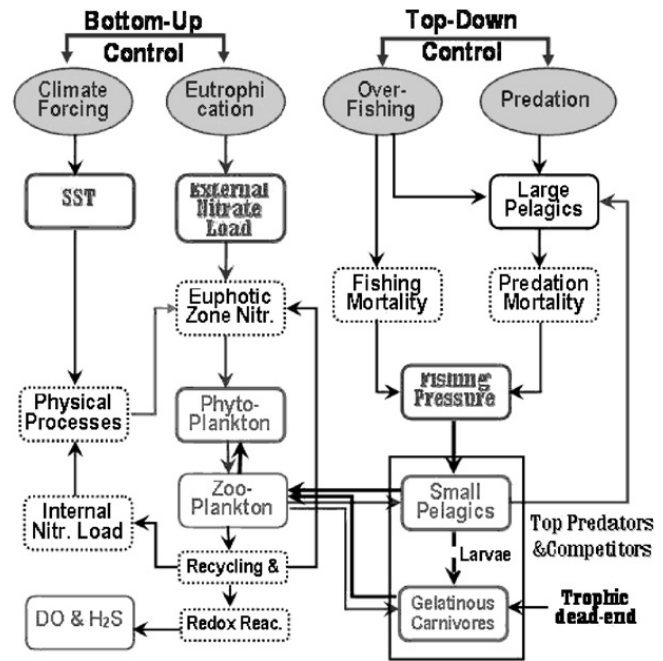 Bottom-Up
Control
Top-Down
Control
Climate
Forcing
Eutrophi
cation
Over-
Fishing
Predation
SST
External
Nitrate
Load
Large
Pelagics
Euphotic
Zone Nitr.
Fishing
Mortality
Predation
Mortality
Physical
Processes
Phyto-
Plankton
Fishing
Pressure
Zoo-
Plankton
Small
Pelagics
Internal
Nitr. Load
Top Predators
&Competitors
Larvae
Recycling &
Gelatinous
Carnivores
Trophic
dead-end
DO & H₂S
Redox Reac.